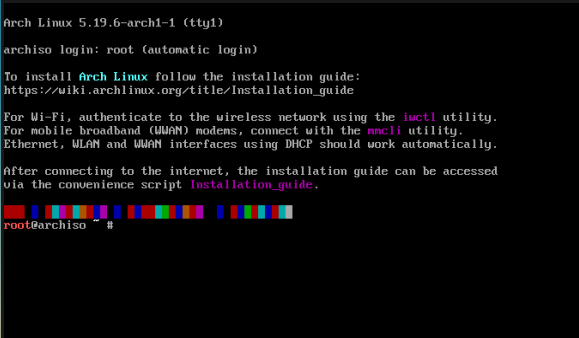 Arch Linux 5.19.6-arch1-1 (tty1)
archiso login: root (automatic login)
To install Arch Linux follow the installation guide:
https://wiki.archlinux.org/title/Installation_guide
For Wi-Fi, authenticate to the wireless network using the iwctl utility.
For mobile broadband (WWAN) modems, connect with the mmcli utility.
Ethernet, WLAN and WWAN interfaces using DHCP should work automatically.
After connecting to the internet, the installation guide can be accessed
via the convenience script Installation_guide.
root@archiso ~ #